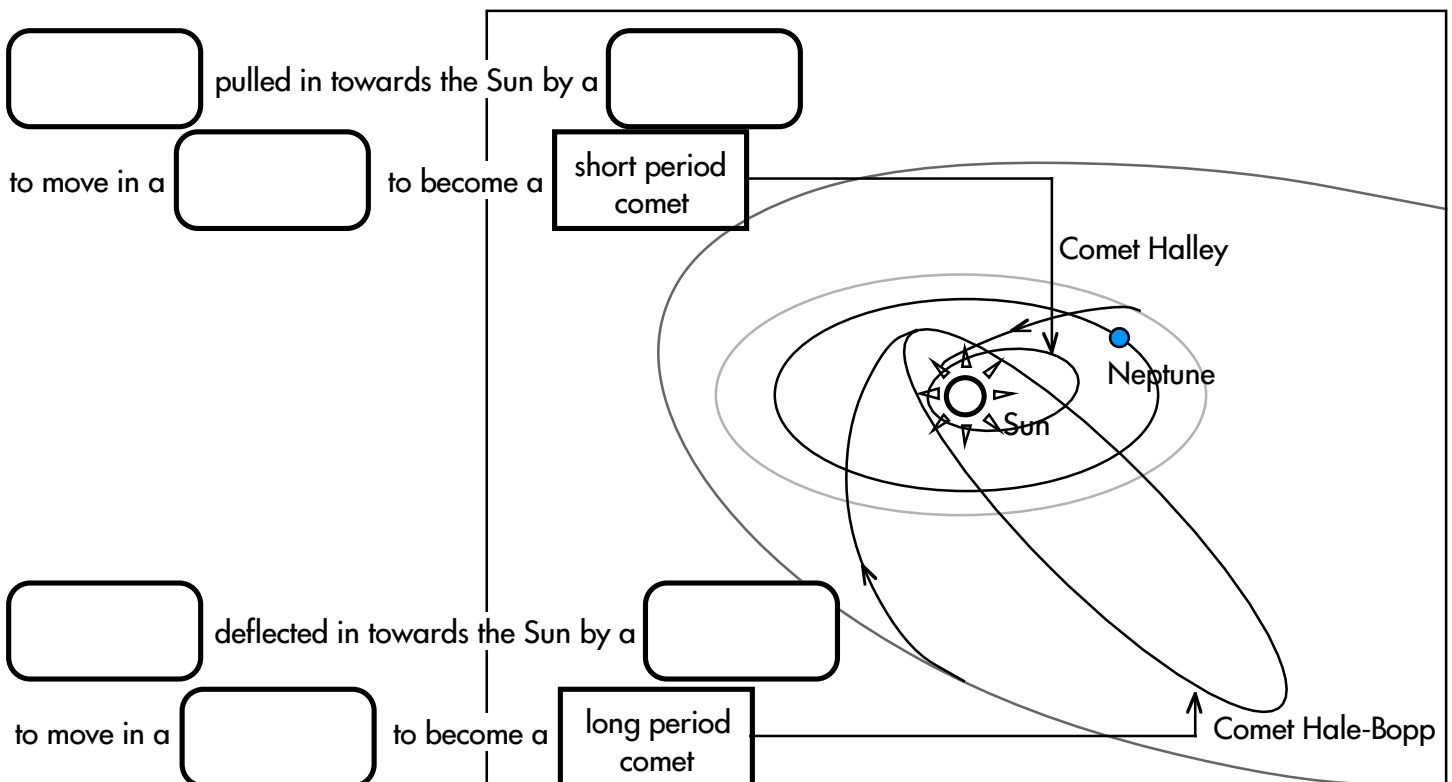 pulled in towards the Sun by a
to move in a to become a short period
comet
Comet Halley
Neptune
Sun
deflected in towards the Sun by a
to move in a to become a long period
comet
Comet Hale-Bopp